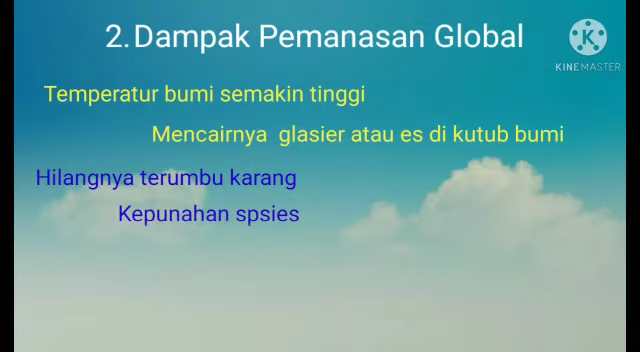 2.Dampak Pemanasan Global
KINEMASTER
Temperatur bumi semakin tinggi
Mencairnya glasier atau es di kutub bumi
Hilangnya terumbu karang
Kepunahan spsies